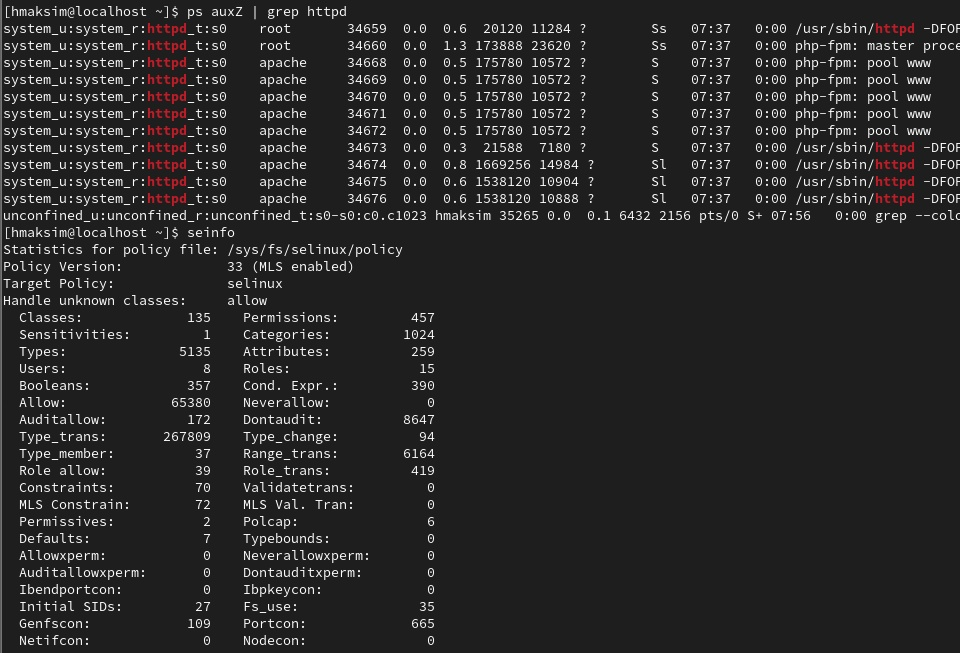 [hmaksim@localhost ~]$ ps auxZ | grep httpd
system_u:system_r:httpd_t:s0    root       34659  0.0  0.6  20120 11284 ?        Ss   07:37   0:00 /usr/sbin/httpd -DFOR
system_u:system_r:httpd_t:s0    root       34660  0.0  1.3 173888 23620 ?        Ss   07:37   0:00 php-fpm: master proce
system_u:system_r:httpd_t:s0    apache     34668  0.0  0.5 175780 10572 ?        S    07:37   0:00 php-fpm: pool www
system_u:system_r:httpd_t:s0    apache     34669  0.0  0.5 175780 10572 ?        S    07:37   0:00 php-fpm: pool www
system_u:system_r:httpd_t:s0    apache     34670  0.0  0.5 175780 10572 ?        S    07:37   0:00 php-fpm: pool www
system_u:system_r:httpd_t:s0    apache     34671  0.0  0.5 175780 10572 ?        S    07:37   0:00 php-fpm: pool www
system_u:system_r:httpd_t:s0    apache     34672  0.0  0.5 175780 10572 ?        S    07:37   0:00 php-fpm: pool www
system_u:system_r:httpd_t:s0    apache     34673  0.0  0.3  21588  7180 ?        S    07:37   0:00 /usr/sbin/httpd -DFOR
system_u:system_r:httpd_t:s0    apache     34674  0.0  0.8 1669256 14984 ?       Sl   07:37   0:00 /usr/sbin/httpd -DFOR
system_u:system_r:httpd_t:s0    apache     34675  0.0  0.6 1538120 10904 ?       Sl   07:37   0:00 /usr/sbin/httpd -DFOR
system_u:system_r:httpd_t:s0    apache     34676  0.0  0.6 1538120 10888 ?       Sl   07:37   0:00 /usr/sbin/httpd -DFOR
unconfined_u:unconfined_r:unconfined_t:s0-s0:c0.c1023 hmaksim 35265 0.0  0.1 6432 2156 pts/0 S+ 07:56   0:00 grep --colo
[hmaksim@localhost ~]$ seinfo
Statistics for policy file: /sys/fs/selinux/policy
Policy Version:             33 (MLS enabled)
Target Policy:              selinux
Handle unknown classes:     allow
  Classes:             135    Permissions:         457
  Sensitivities:         1    Categories:         1024
  Types:              5135    Attributes:          259
  Users:                 8    Roles:                15
  Booleans:            357    Cond. Expr.:         390
  Allow:             65380    Neverallow:            0
  Auditallow:          172    Dontaudit:          8647
  Type_trans:       267809    Type_change:          94
  Type_member:          37    Range_trans:        6164
  Role allow:           39    Role_trans:          419
  Constraints:          70    Validatetrans:         0
  MLS Constrain:        72    MLS Val. Tran:         0
  Permissives:           2    Polcap:                6
  Defaults:              7    Typebounds:            0
  Allowxperm:            0    Neverallowxperm:       0
  Auditallowxperm:       0    Dontauditxperm:        0
  Ibendportcon:          0    Ibpkeycon:             0
  Initial SIDs:         27    Fs_use:               35
  Genfscon:            109    Portcon:             665
  Netifcon:              0    Nodecon:               0